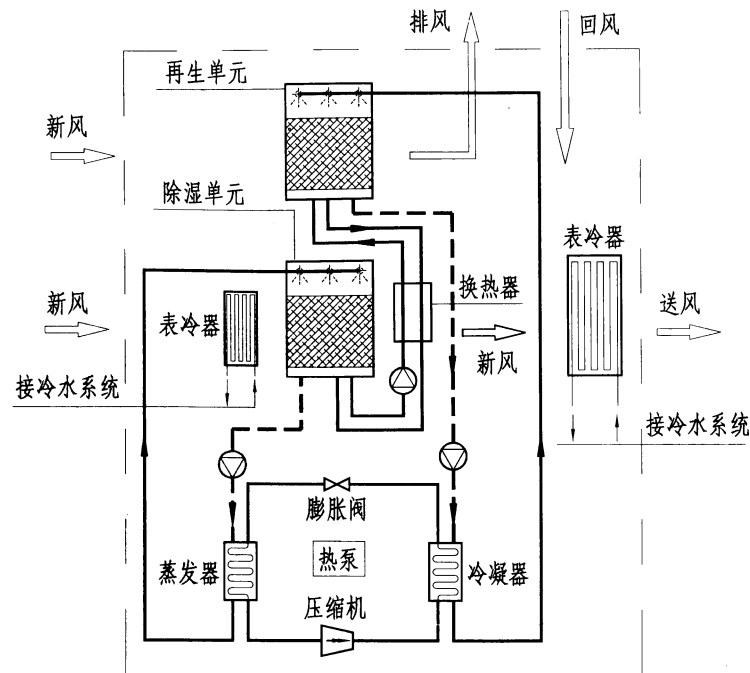 排风
回风
再生单元
新风
除湿单元
表冷器
新风
表冷器
换热器
送风
新风
接冷水系统
接冷水系统
膨胀阀
热泵
蒸发器
冷凝器
压缩机